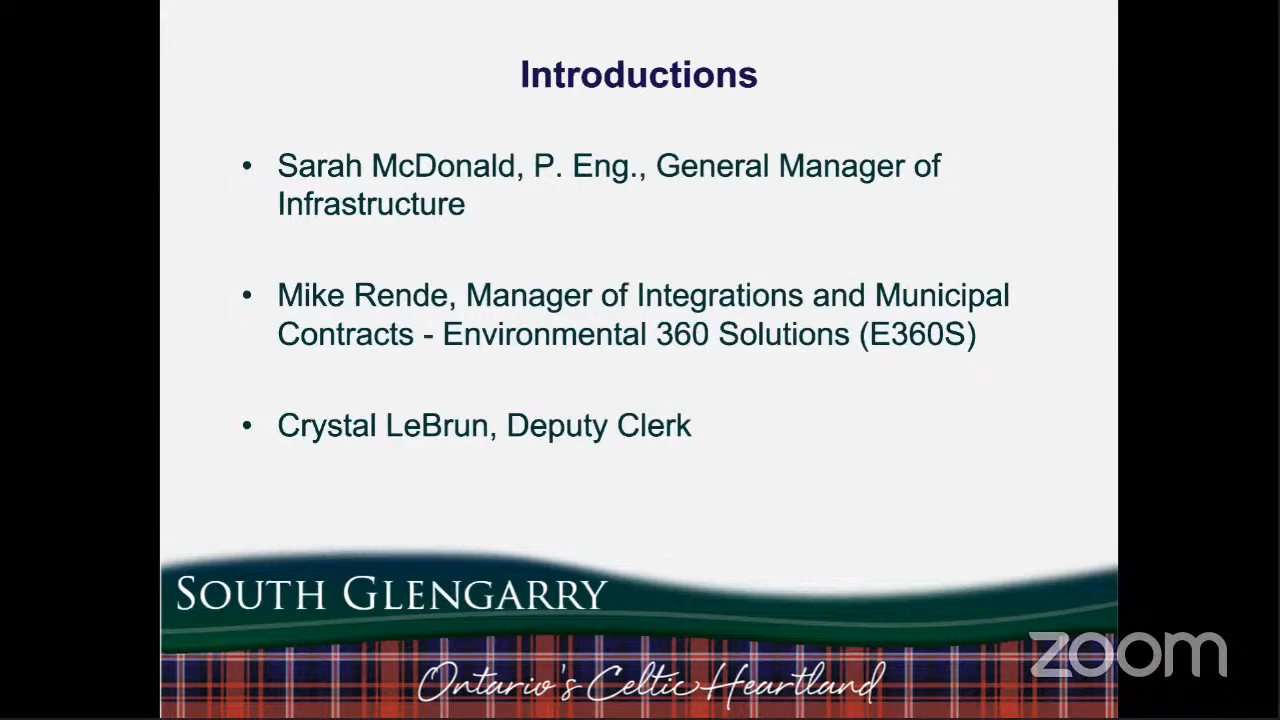 Introductions
• Sarah McDonald, P. Eng., General Manager of
Infrastructure
• Mike Rende, Manager of Integrations and Municipal
Contracts - Environmental 360 Solutions (E360S)
• Crystal LeBrun, Deputy Clerk
SOUTH GLENGARRY
Ontario's Celtic Heartland
zoom